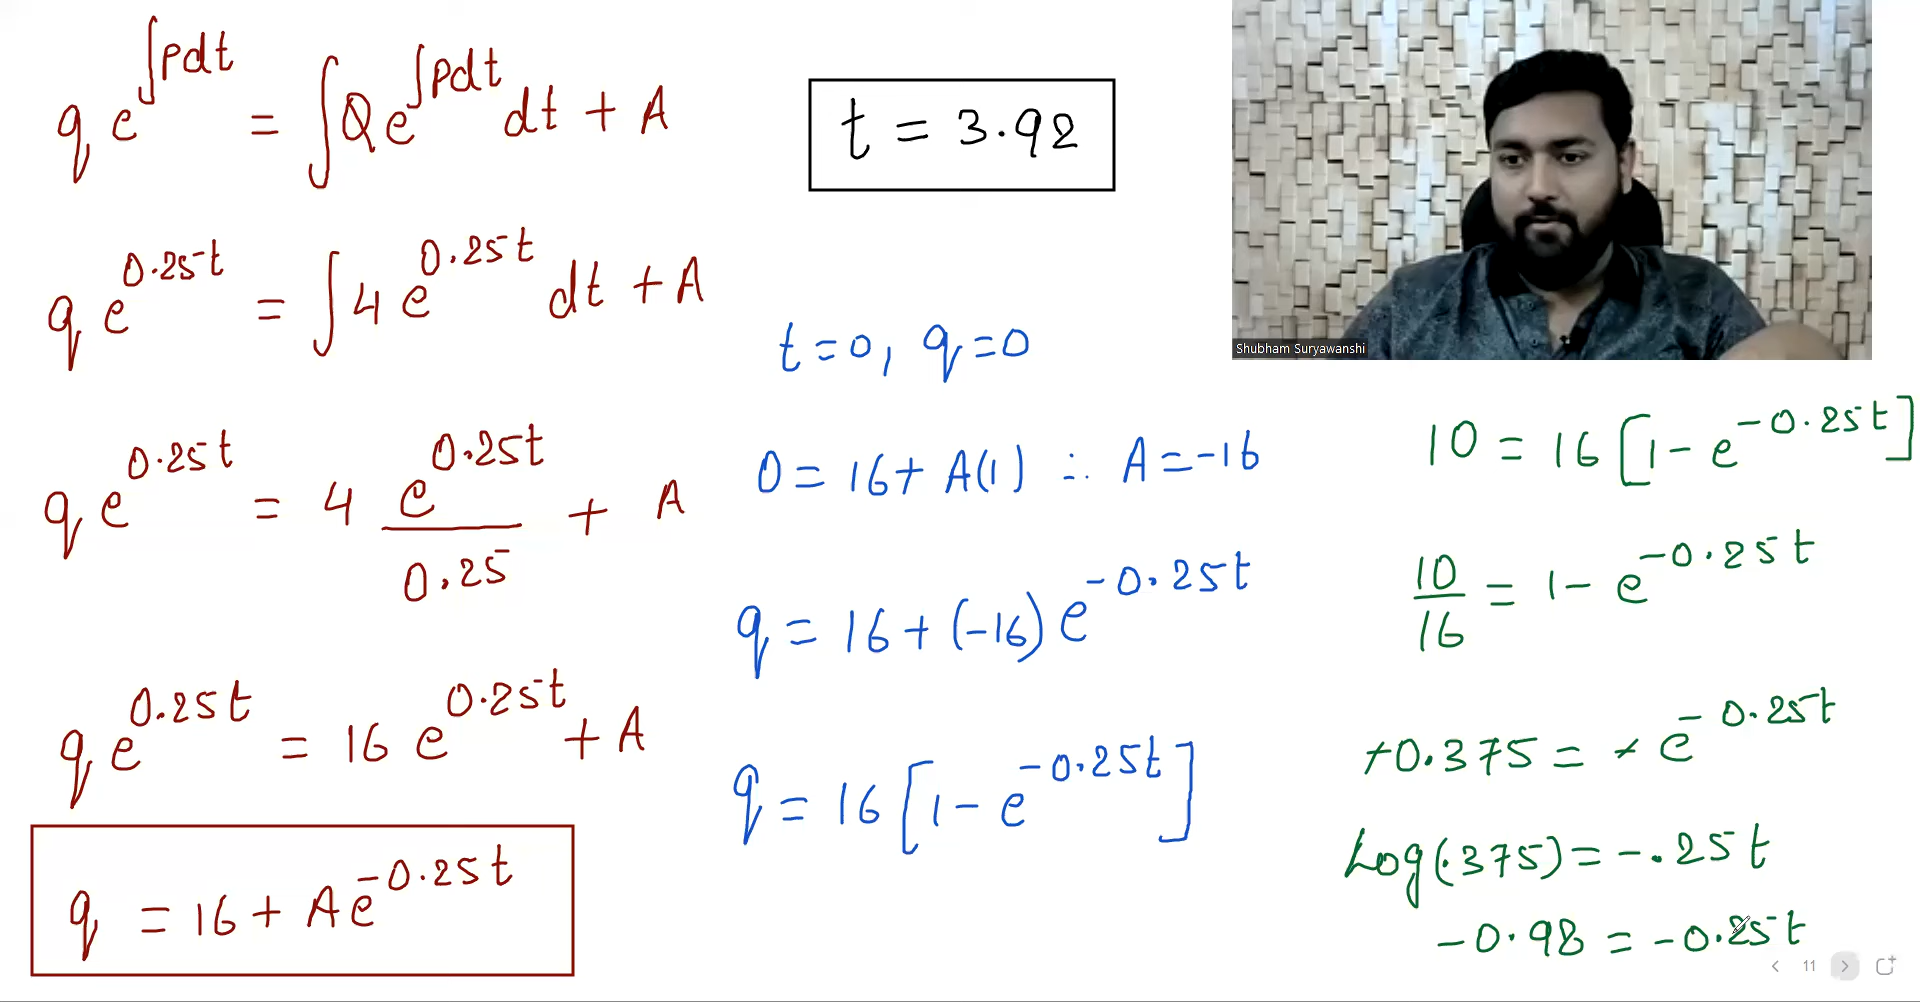 q e^∫pdt = ∫Qe^∫pdt dt + A
q e^0.25t = ∫4 e^0.25t dt + A
q e^0.25t = 4 e^0.25t / 0.25 + A
q e^0.25t = 16 e^0.25t + A
q = 16 + A e^-0.25t
t = 3.92
t=0, q=0
0 = 16 + A(1) ∴ A = -16
q = 16 + (-16) e^-0.25t
q = 16 [1 - e^-0.25t]
Shubham Suryawanshi
10 = 16 [1 - e^-0.25t]
10/16 = 1 - e^-0.25t
+0.375 = + e^-0.25t
Log(.375) = -.25t
-0.98 = -0.25t
11